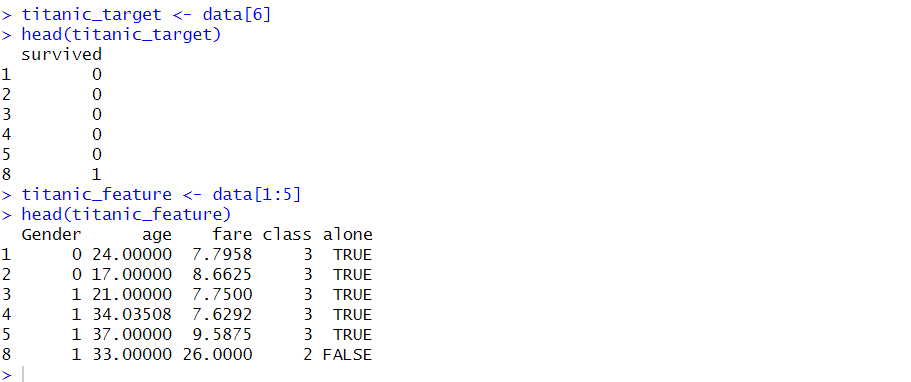 > titanic_target <- data[6]
> head(titanic_target)
  survived
1        0
2        0
3        0
4        0
5        0
8        1
> titanic_feature <- data[1:5]
> head(titanic_feature)
  Gender      age    fare class alone
1      0 24.00000  7.7958     3  TRUE
2      0 17.00000  8.6625     3  TRUE
3      1 21.00000  7.7500     3  TRUE
4      1 34.03508  7.6292     3  TRUE
5      1 37.00000  9.5875     3  TRUE
8      1 33.00000 26.0000     2 FALSE
>